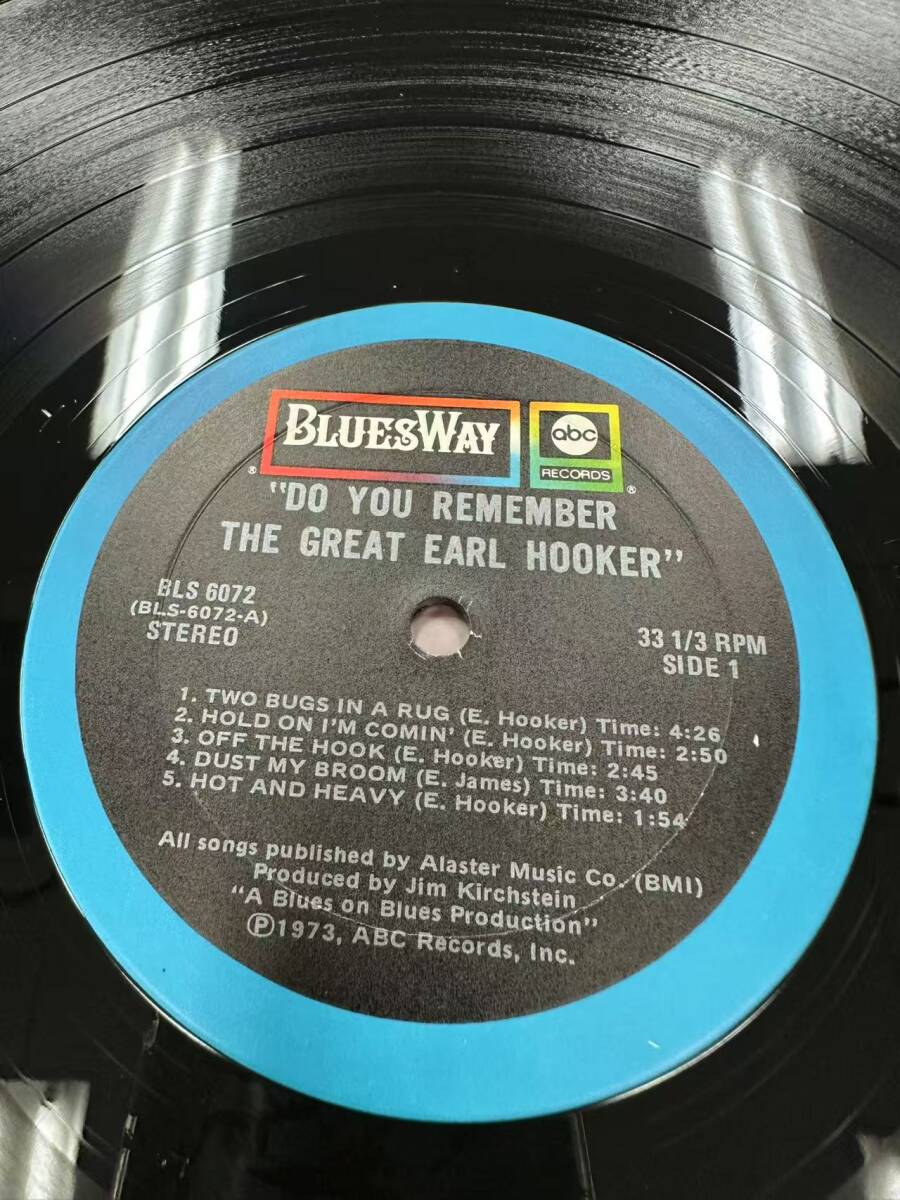 BLUESWAY
abc
RECORDS
® ®
"DO YOU REMEMBER
THE GREAT EARL HOOKER"
BLS 6072
(BLS-6072-A)
STEREO
33 1/3 RPM
SIDE 1
1. TWO BUGS IN A RUG (E. Hooker) Time: 4:26
2. HOLD ON I'M COMIN' (E. Hooker) Time: 2:50
3. OFF THE HOOK (E. Hooker) Time: 2:45
4. DUST MY BROOM (E. James) Time: 3:40
5. HOT AND HEAVY (E. Hooker) Time: 1:54
All songs published by Alaster Music Co. (BMI)
Produced by Jim Kirchstein
"A Blues on Blues Production"
Ⓟ1973, ABC Records, Inc.